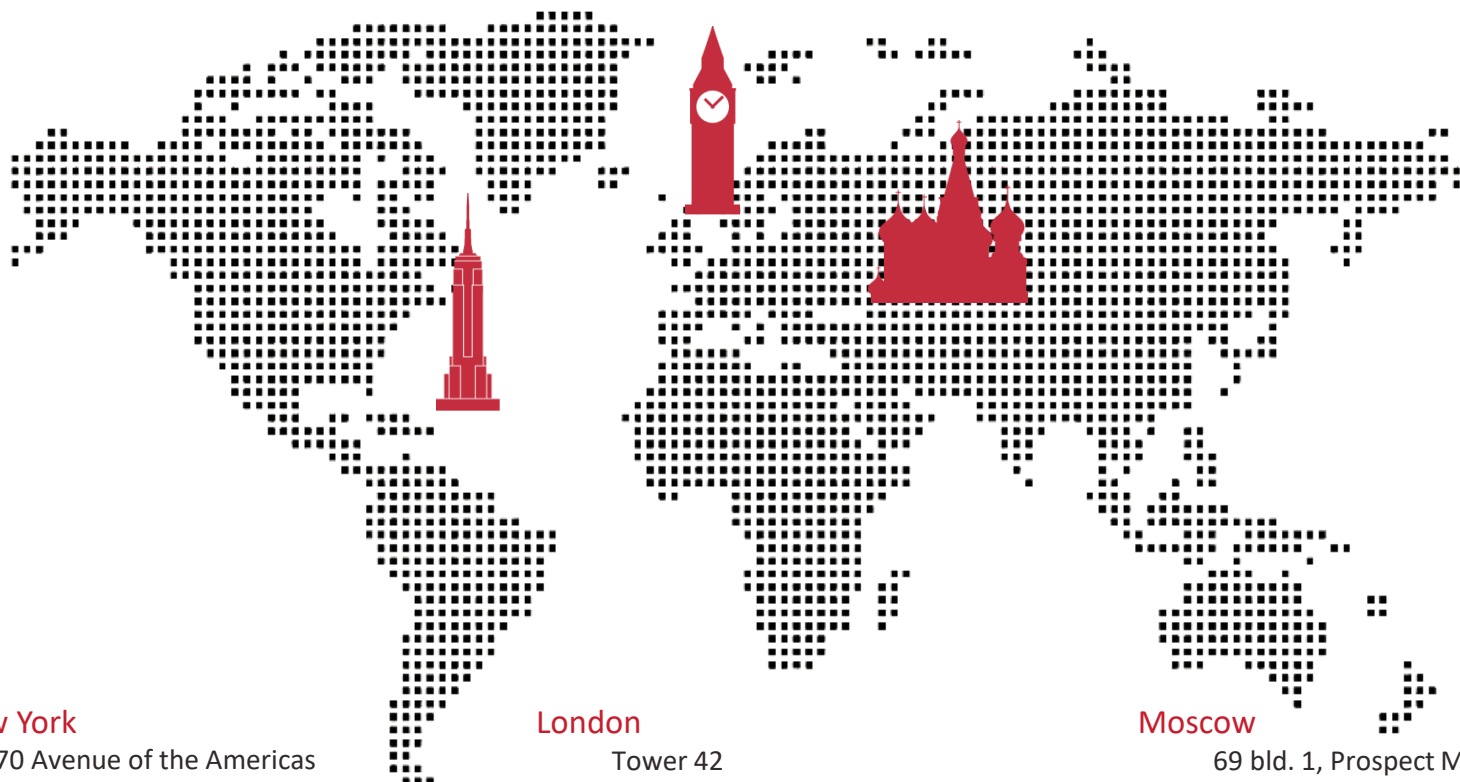 York
London
Moscow
70 Avenue of the Americas
Tower 42
69 bld. 1, Prospect